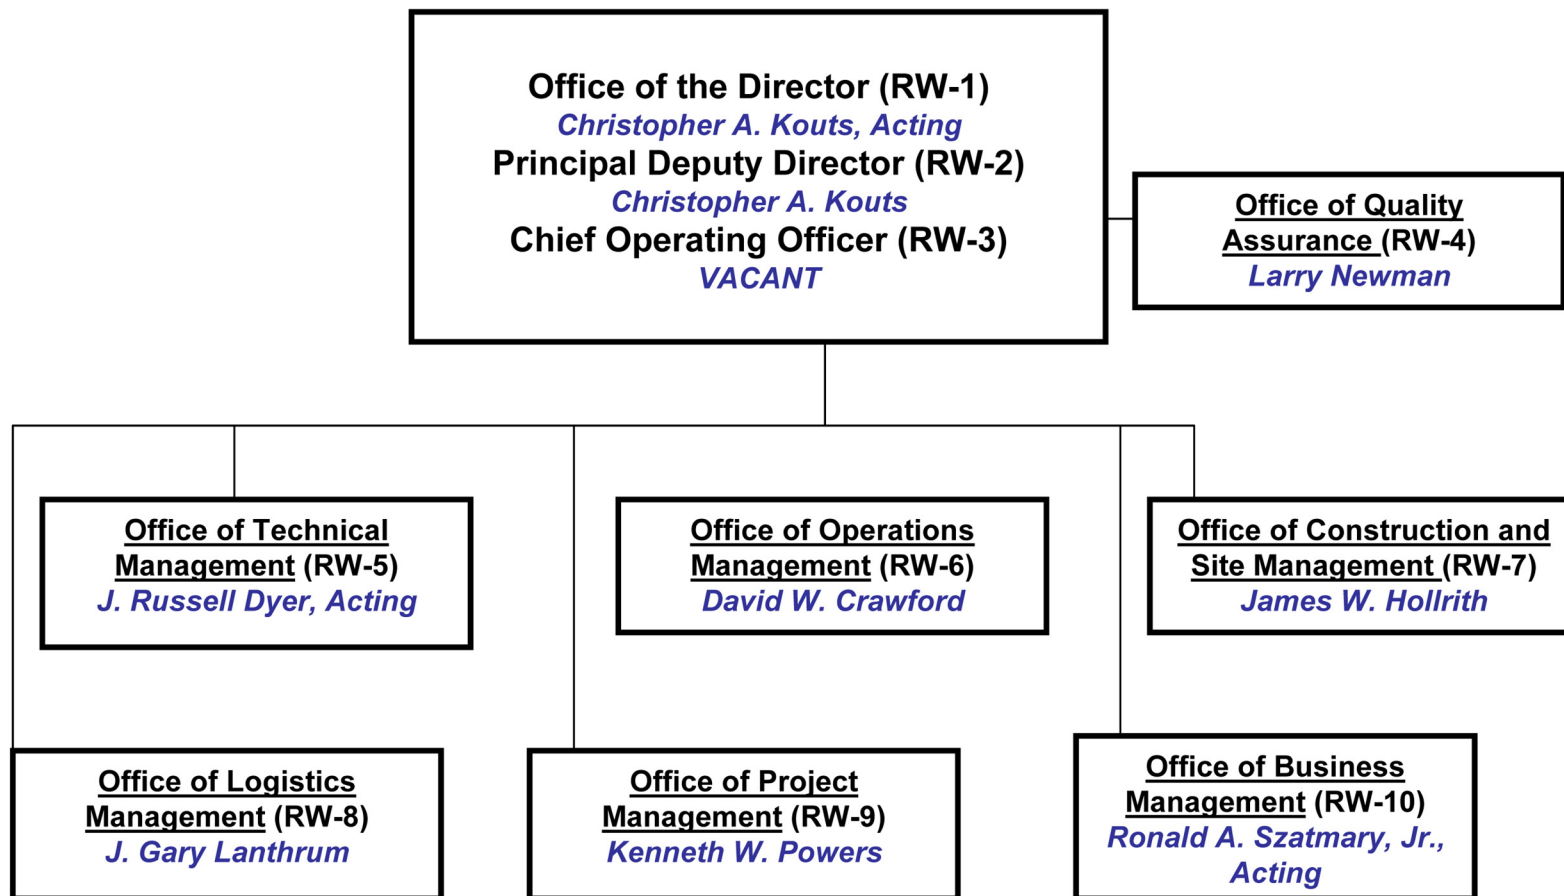 Office of the Director (RW-1)
Christopher A. Kouts, Acting
Principal Deputy Director (RW-2)
Christopher A. Kouts
Chief Operating Officer (RW-3)
VACANT
Office of Quality
Assurance (RW-4)
Larry Newman
Office of Technical
Management (RW-5)
J. Russell Dyer, Acting
Office of Operations
Management (RW-6)
David W. Crawford
Office of Construction and
Site Management (RW-7)
James W. Hollrith
Office of Logistics
Management (RW-8)
J. Gary Lanthrum
Office of Project
Management (RW-9)
Kenneth W. Powers
Office of Business
Management (RW-10)
Ronald A. Szatmary, Jr.,
Acting